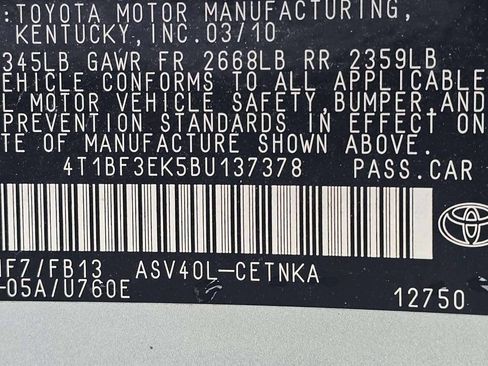 :TOYOTA MOTOR MANUFACTURING,
KENTUCKY, INC. 03/10
345LB GAWR FR 2668LB RR 2359LB
EHICLE CONFORMS TO ALL APPLICABLE
L MOTOR VEHICLE SAFETY, BUMPER, AND
PREVENTION STANDARDS IN EFFECT
TE OF MANUFACTURE SHOWN ABOVE.
4T1BF3EK5BU137378 PASS.CAR
F7/FB13 ASV40L-CETNKA
-05A/U760E 12750